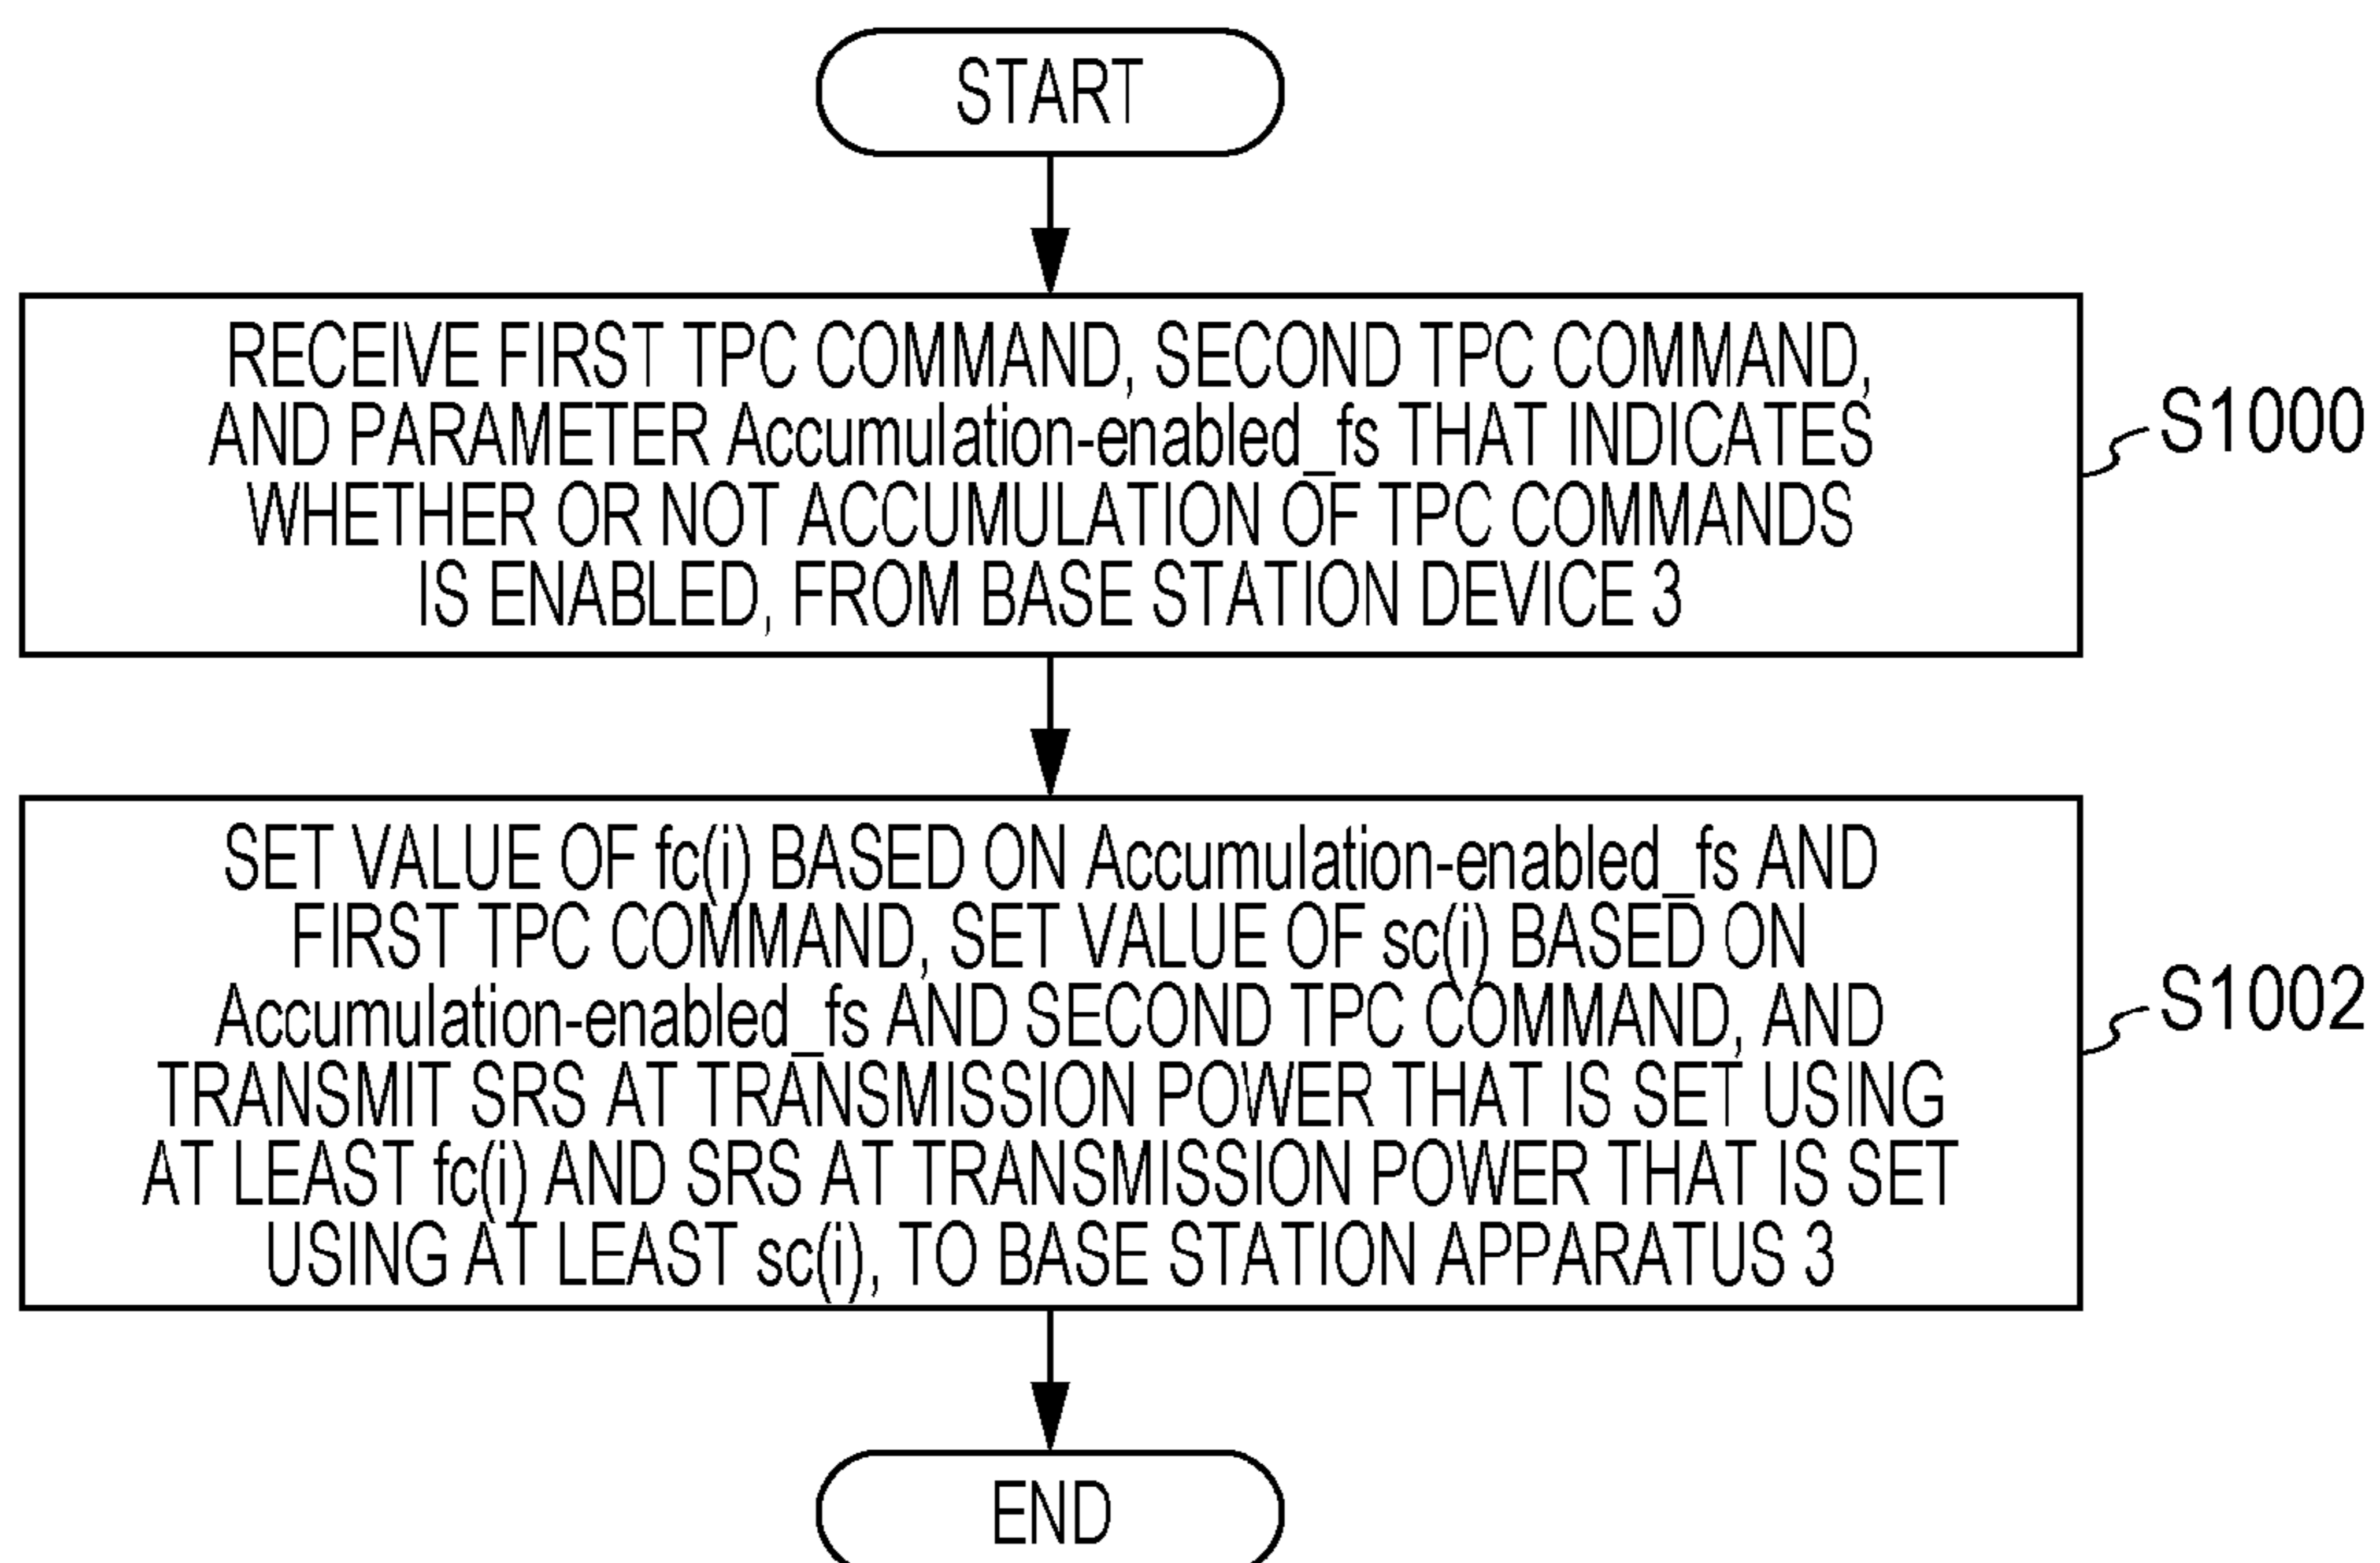 START
RECEIVE FIRST TPC COMMAND, SECOND TPC COMMAND,
AND PARAMETER Accumulation-enabled_fs THAT INDICATES
WHETHER OR NOT ACCUMULATION OF TPC COMMANDS
IS ENABLED, FROM BASE STATION DEVICE 3
S1000
SET VALUE OF fc(i) BASED ON Accumulation-enabled_fs AND
FIRST TPC COMMAND, SET VALUE OF sc(i) BASED ON
Accumulation-enabled_fs AND SECOND TPC COMMAND, AND
TRANSMIT SRS AT TRANSMISSION POWER THAT IS SET USING
AT LEAST fc(i) AND SRS AT TRANSMISSION POWER THAT IS SET
USING AT LEAST sc(i), TO BASE STATION APPARATUS 3
S1002
END